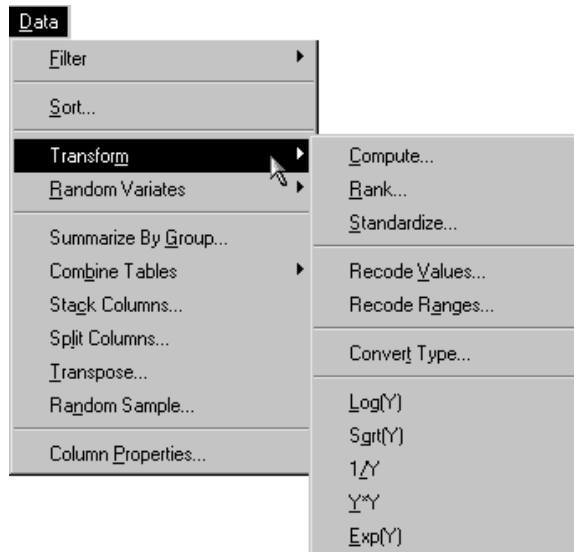 Data
Filter
Sort...
Transform
Random Variates
Summarize By Group...
Combine Tables
Stack Columns...
Split Columns...
Transpose...
Random Sample...
Column Properties...
Compute...
Rank...
Standardize...
Recode Values...
Recode Ranges...
Convert Type...
Log(Y)
Sqrt(Y)
1/Y
Y*Y
Exp(Y)